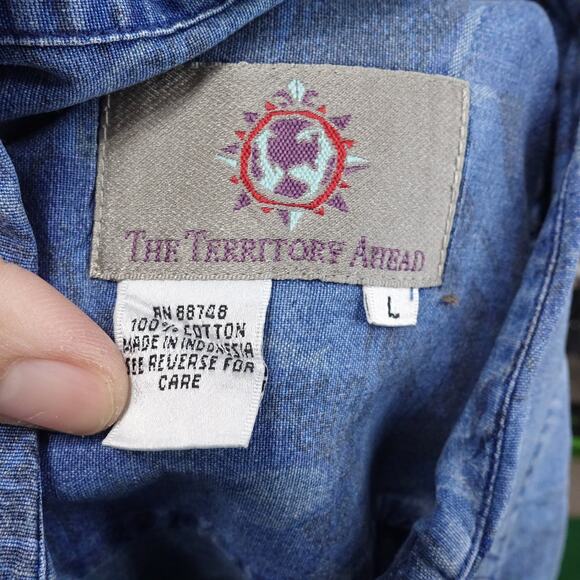 THE TERRITORY AHEAD
L
RN 88748
100% COTTON
MADE IN INDONESIA
SEE REVERSE FOR
CARE